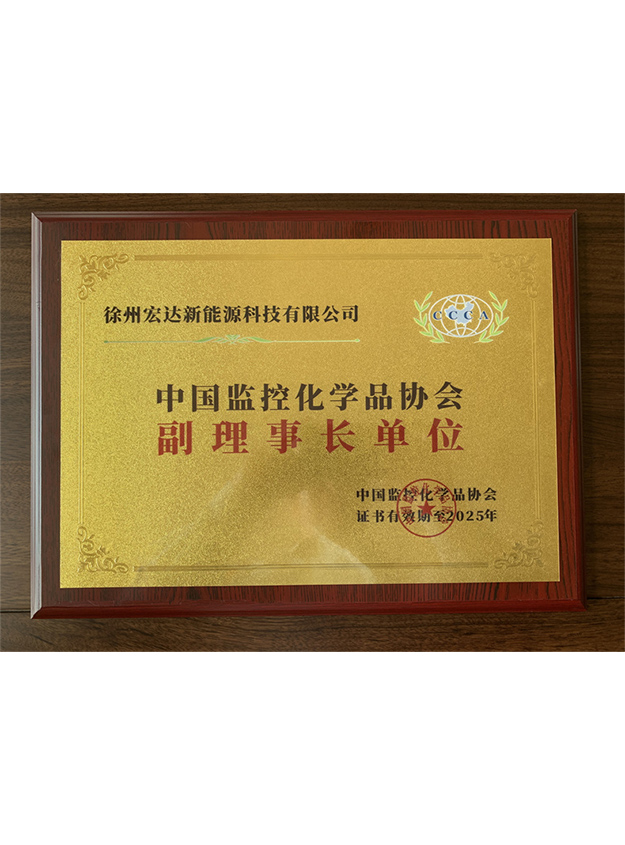 徐州宏达新能源科技有限公司
CCCA
中国监控化学品协会
副理事长单位
中国监控化学品协会
证书有效期至2025年